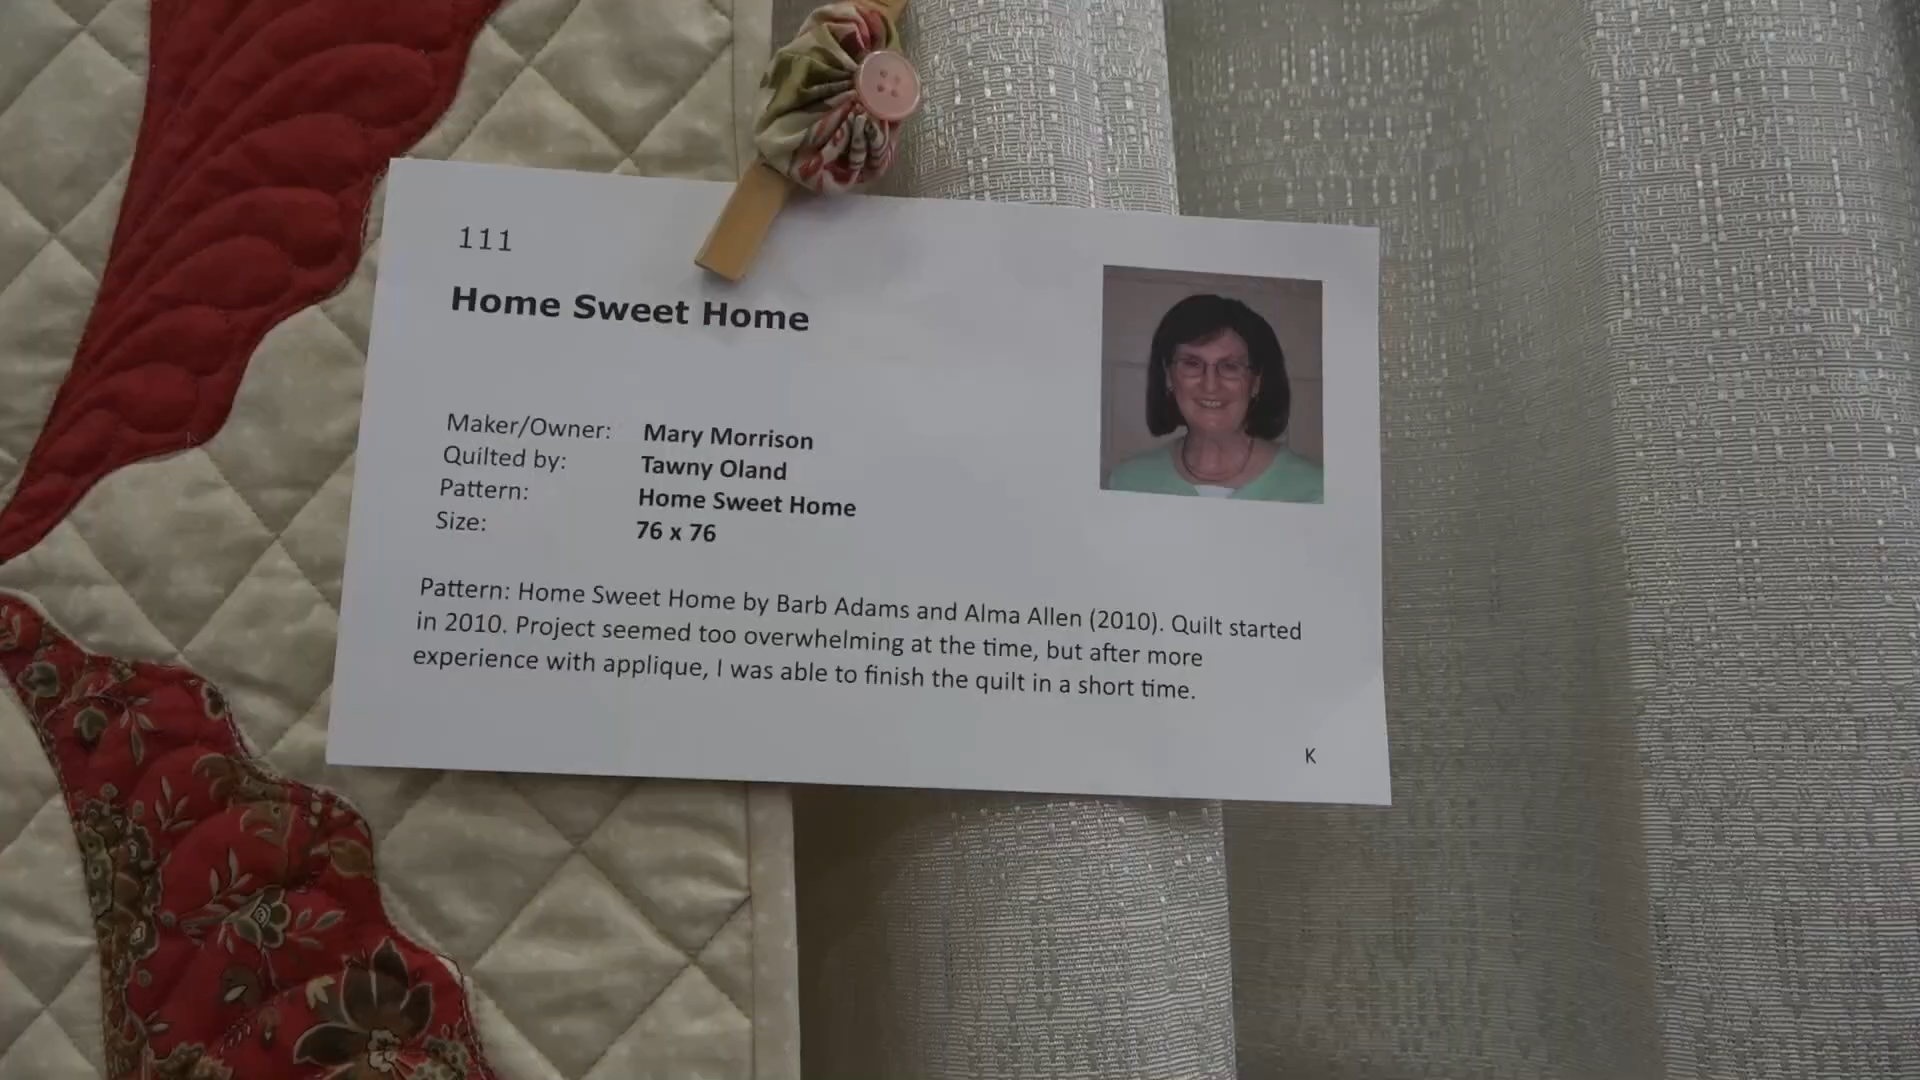 111
Home Sweet Home
Maker/Owner: Mary Morrison
Quilted by: Tawny Oland
Pattern: Home Sweet Home
Size: 76 x 76
Pattern: Home Sweet Home by Barb Adams and Alma Allen (2010). Quilt started
in 2010. Project seemed too overwhelming at the time, but after more
experience with applique, I was able to finish the quilt in a short time.
K